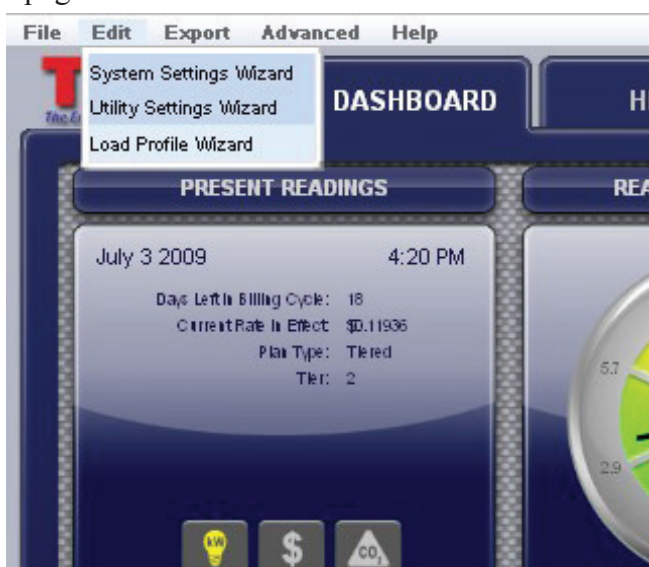 File Edit Export Advanced Help
System Settings Wizard
Utility Settings Wizard
Load Profile Wizard
DASHBOARD
PRESENT READINGS
July 3 2009 4:20 PM
Days Left in Billing Cycle: 18
Current Rate in Effect: $0.11936
Plan Type: Tiered
Tier: 2
5.7
2.9
kW $ CO2